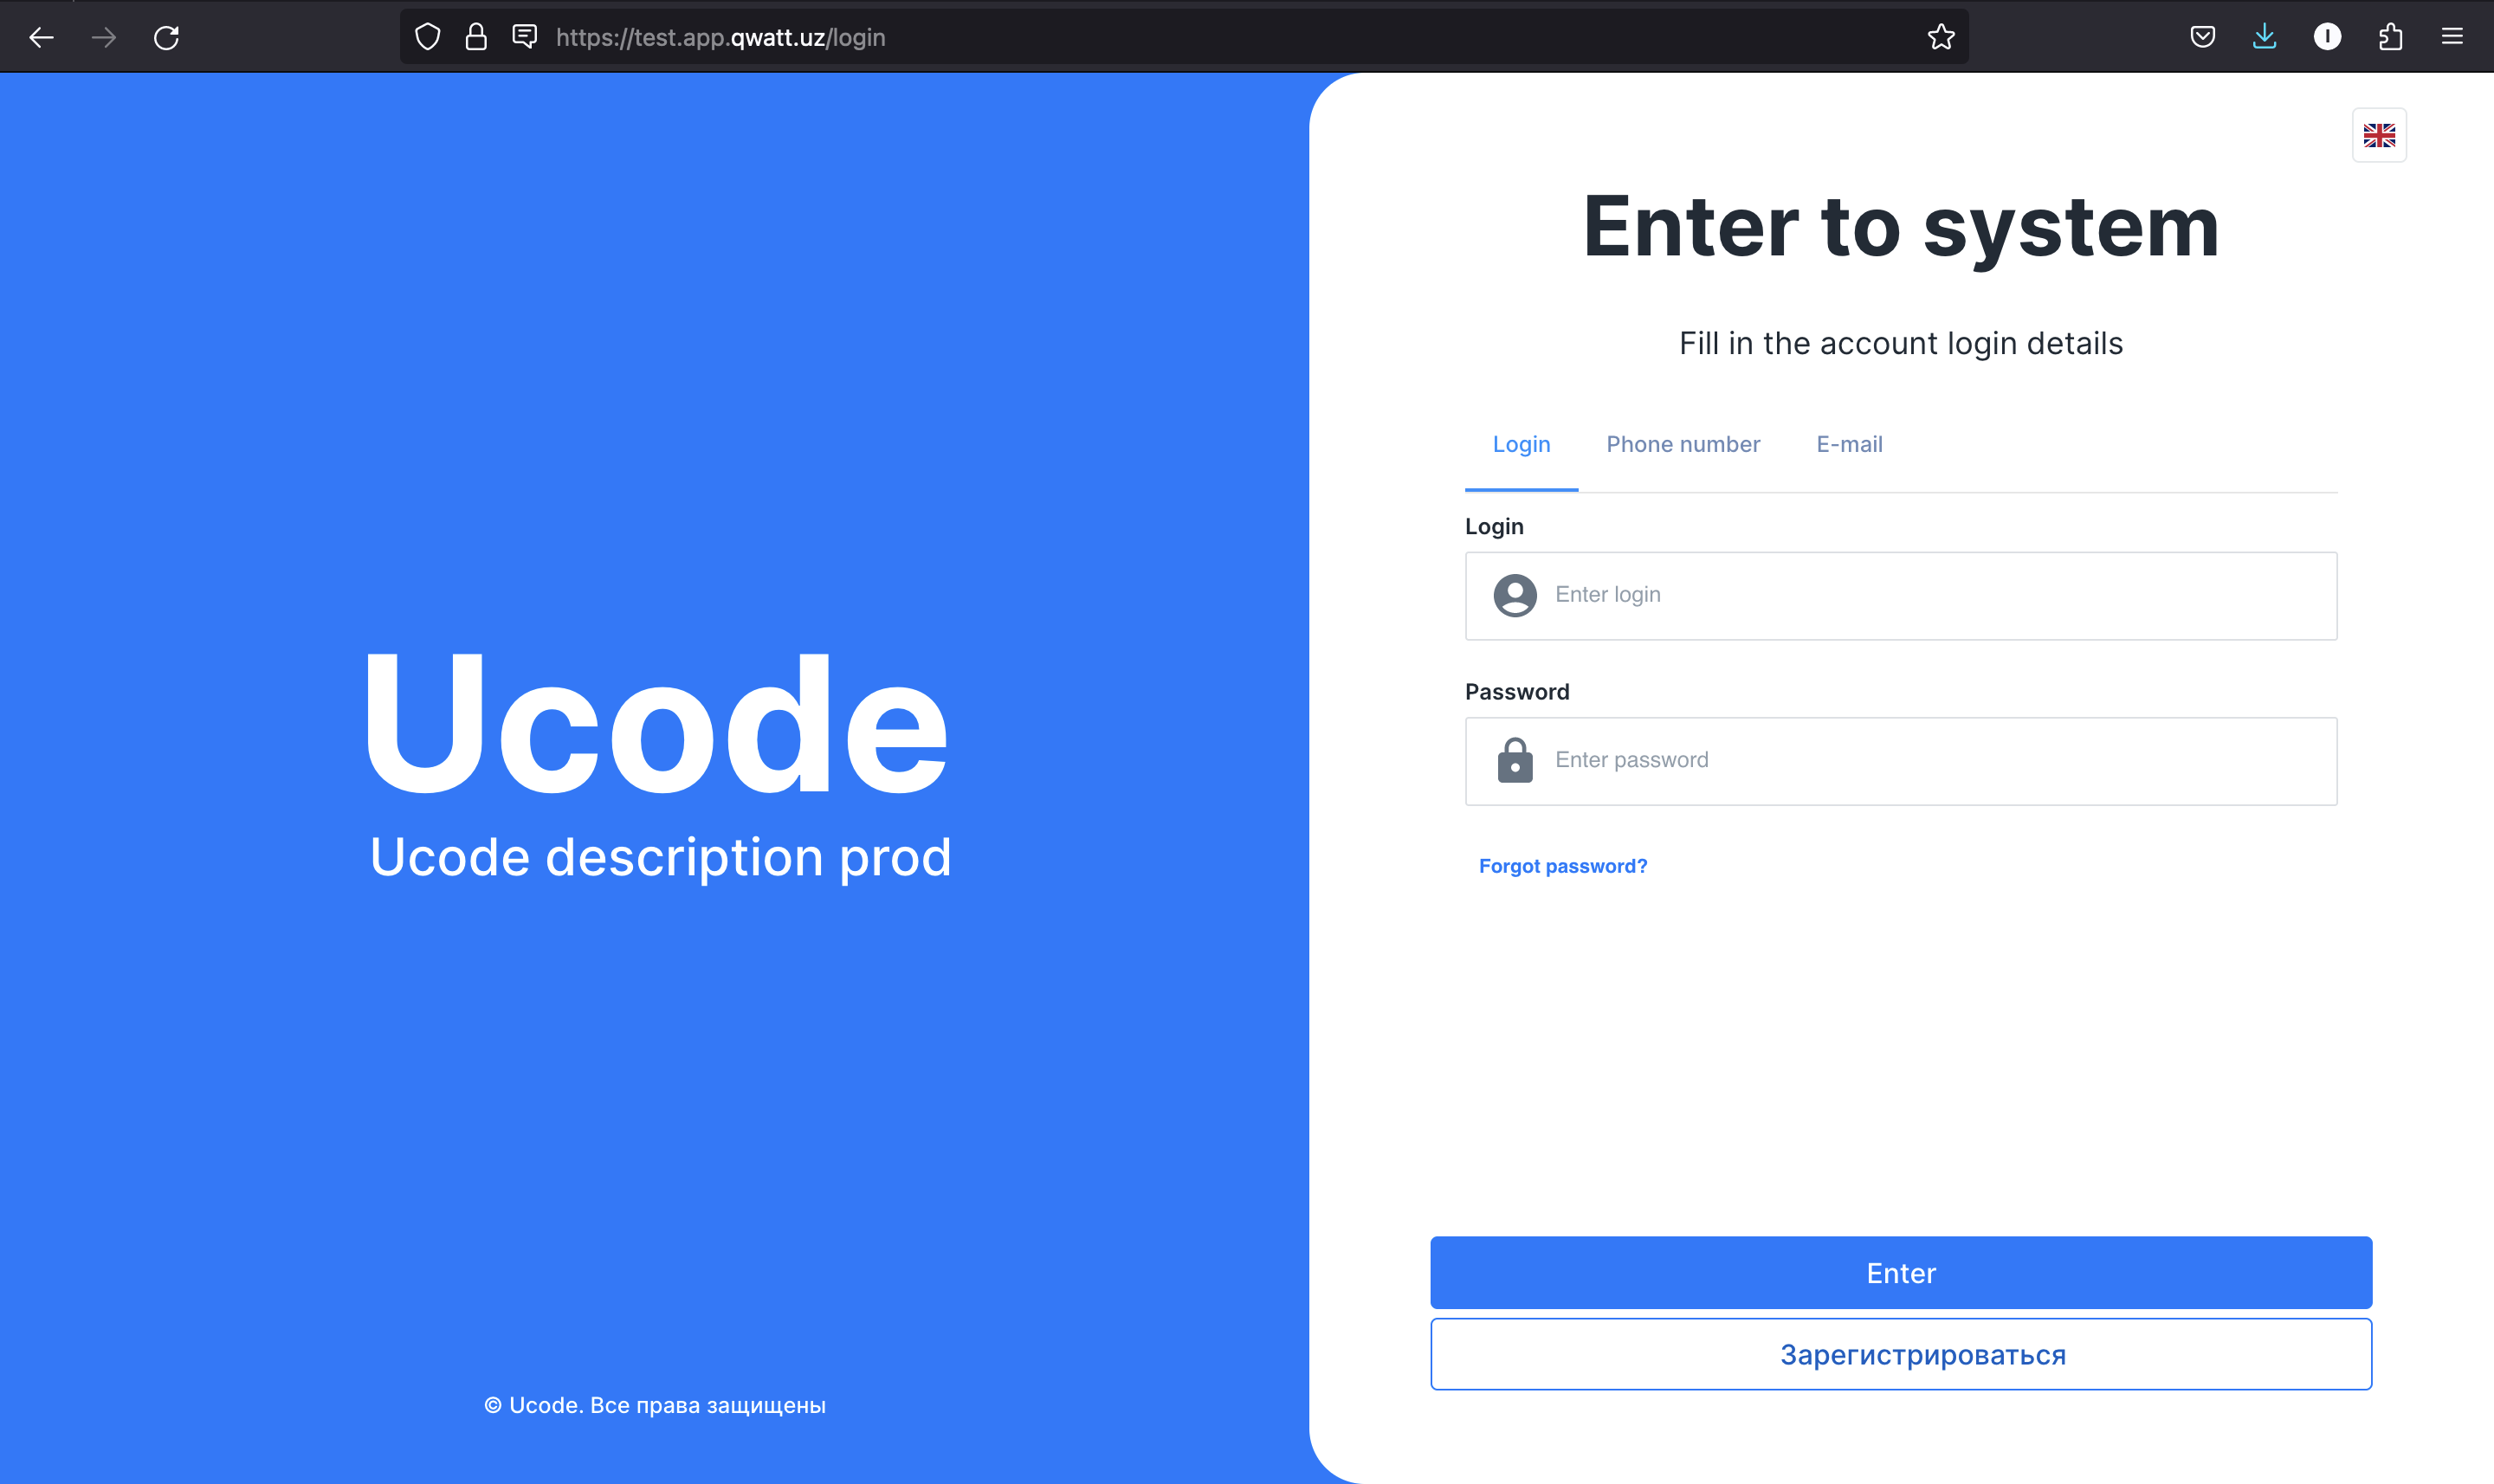 https://test.app.qwatt.uz/login
Ucode
Ucode description prod
© Ucode. Все права защищены
Enter to system
Fill in the account login details
Login Phone number E-mail
Login
Enter login
Password
Enter password
Forgot password?
Enter
Зарегистрироваться